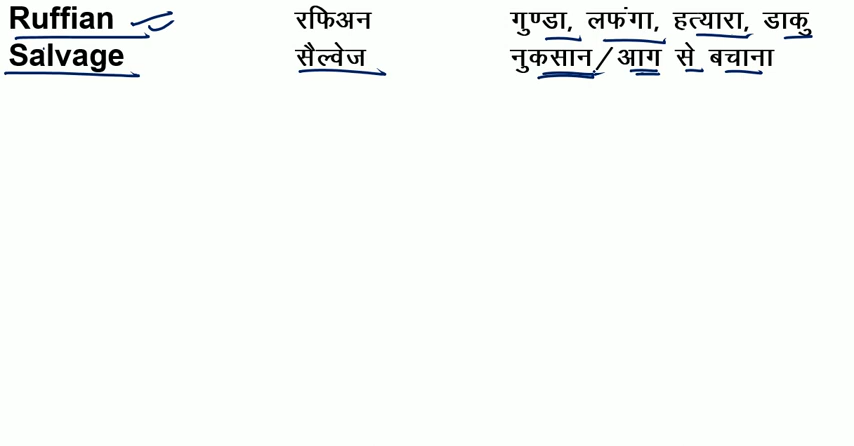 Ruffian रफिअन गुण्डा, लफंगा, हत्यारा, डाकु
Salvage सैल्वेज नुकसान/आग से बचाना